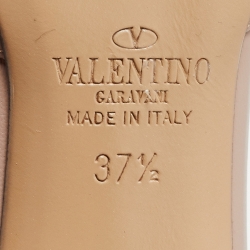 VALENTINO
GARAVANI
MADE IN ITALY
37½